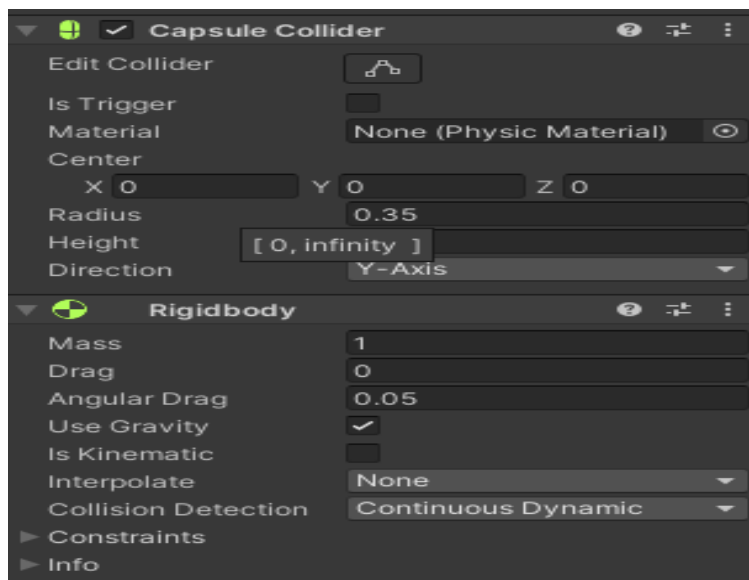 Capsule Collider
Edit Collider
Is Trigger
Material None (Physic Material)
Center
X 0 Y 0 Z 0
Radius 0.35
Height [ 0, infinity ]
Direction Y-Axis
Rigidbody
Mass 1
Drag 0
Angular Drag 0.05
Use Gravity
Is Kinematic
Interpolate None
Collision Detection Continuous Dynamic
Constraints
Info